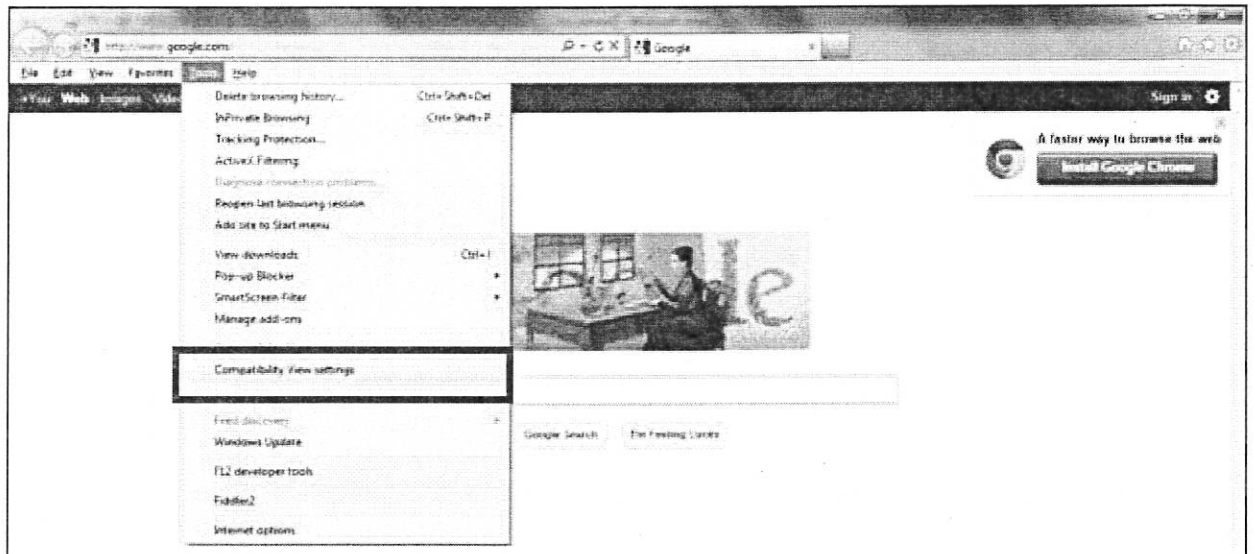 http://www.google.com
Google
File Edit View Favorites Tools Help
+You Web Images Videos
Sign in
Delete browsing history... Ctrl+Shift+Del
InPrivate Browsing Ctrl+Shift+P
Tracking Protection...
ActiveX Filtering
Diagnose connection problems...
Reopen last browsing session
Add site to Start menu
View downloads Ctrl+J
Pop-up Blocker
SmartScreen Filter
Manage add-ons
Compatibility View settings
Feed discovery
Windows Update
F12 developer tools
Fiddler2
Internet options
A faster way to browse the web
Install Google Chrome
le
Google Search I'm Feeling Lucky